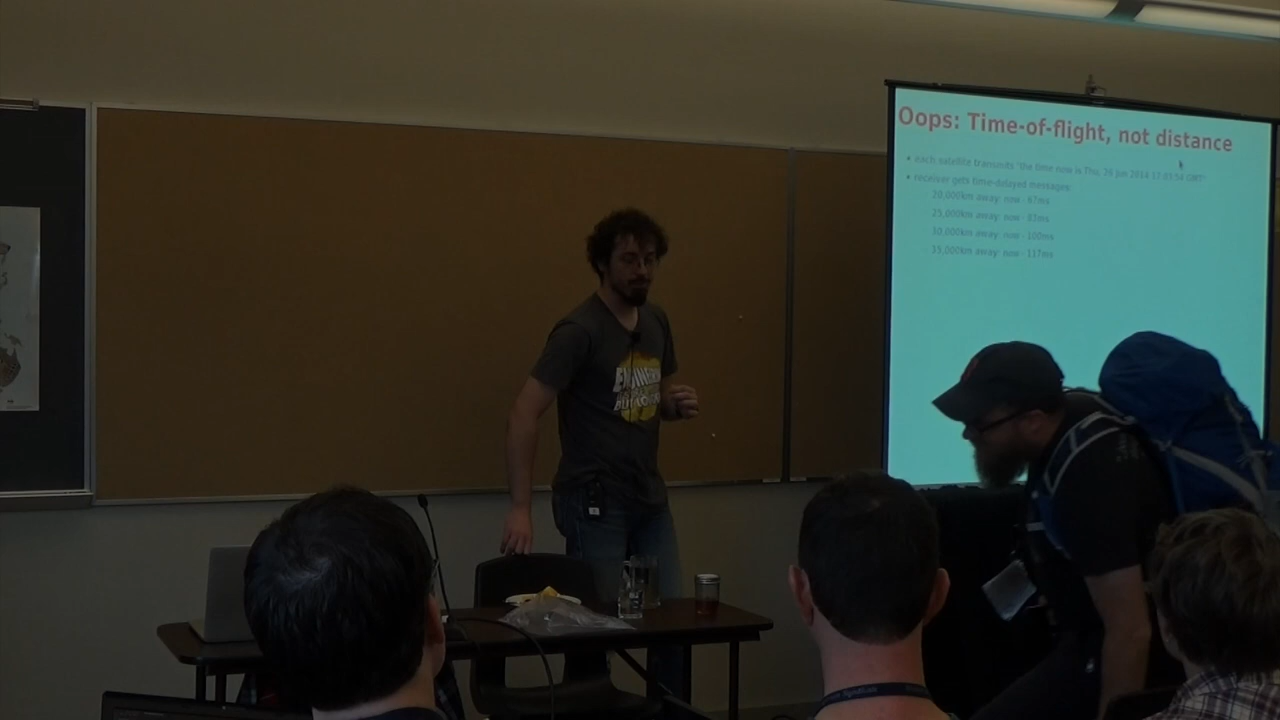 Oops: Time-of-flight, not distance
• each satellite transmits "the time now is Thu, 26 Jun 2014 17:03:54 GMT"
• receiver gets time-delayed messages:
20,000km away: now - 67ms
25,000km away: now - 83ms
30,000km away: now - 100ms
35,000km away: now - 117ms